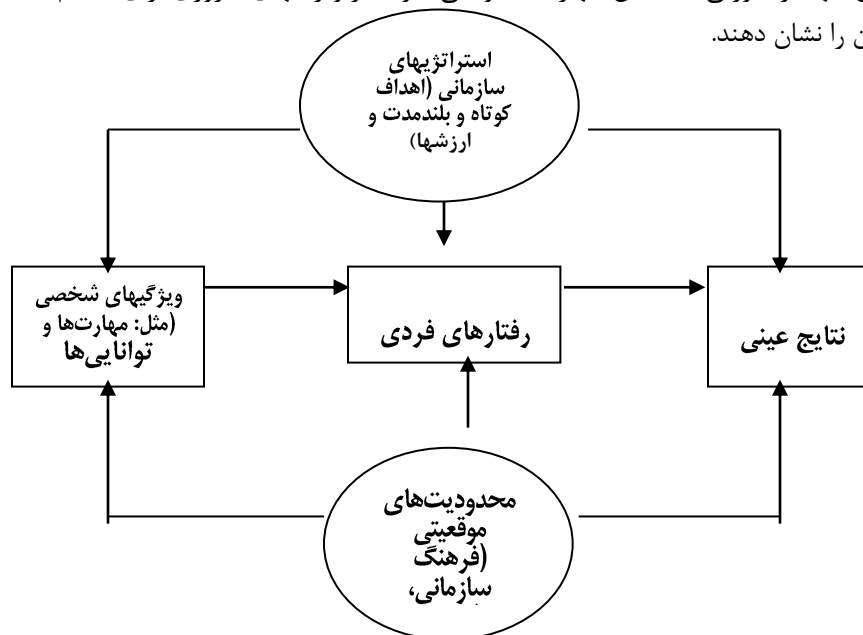 ن را نشان دهند.
استراتژیهای
سازمانی (اهداف
کوتاه و بلندمدت و
ارزشها)
ویژگیهای شخصی
(مثل: مهارت‌ها و
توانایی‌ها
رفتارهای فردی
نتایج عینی
محدودیت‌های
موقعیتی
(فرهنگ
سازمانی،